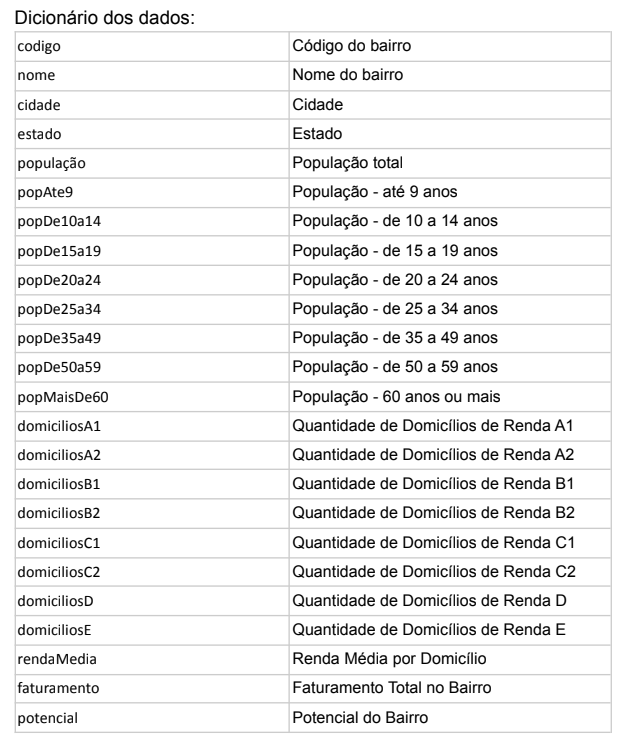 Dicionário dos dados:
codigo Código do bairro
nome Nome do bairro
cidade Cidade
estado Estado
população População total
popAte9 População - até 9 anos
popDe10a14 População - de 10 a 14 anos
popDe15a19 População - de 15 a 19 anos
popDe20a24 População - de 20 a 24 anos
popDe25a34 População - de 25 a 34 anos
popDe35a49 População - de 35 a 49 anos
popDe50a59 População - de 50 a 59 anos
popMaisDe60 População - 60 anos ou mais
domiciliosA1 Quantidade de Domicílios de Renda A1
domiciliosA2 Quantidade de Domicílios de Renda A2
domiciliosB1 Quantidade de Domicílios de Renda B1
domiciliosB2 Quantidade de Domicílios de Renda B2
domiciliosC1 Quantidade de Domicílios de Renda C1
domiciliosC2 Quantidade de Domicílios de Renda C2
domiciliosD Quantidade de Domicílios de Renda D
domiciliosE Quantidade de Domicílios de Renda E
rendaMedia Renda Média por Domicílio
faturamento Faturamento Total no Bairro
potencial Potencial do Bairro